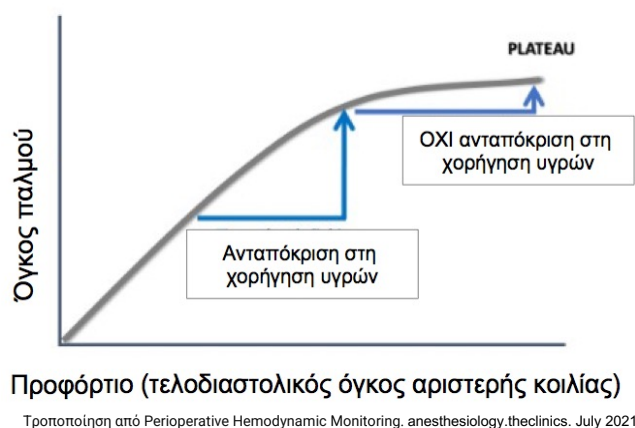 PLATEAU
ΟΧΙ ανταπόκριση στη
χορήγηση υγρών
Όγκος παλμού
Ανταπόκριση στη
χορήγηση υγρών
Προφόρτιο (τελοδιαστολικός όγκος αριστερής κοιλίας)
Τροποποίηση από Perioperative Hemodynamic Monitoring. anesthesiology.theclinics. July 2021